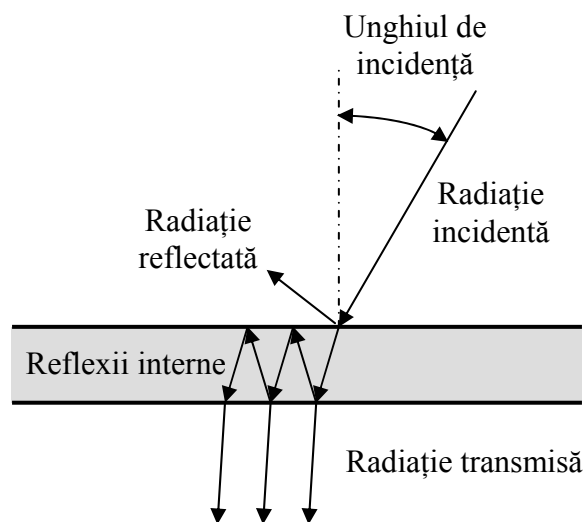 Unghiul de
incidență
Radiație
incidentă
Radiație
reflectată
Reflexii interne
Radiație transmisă